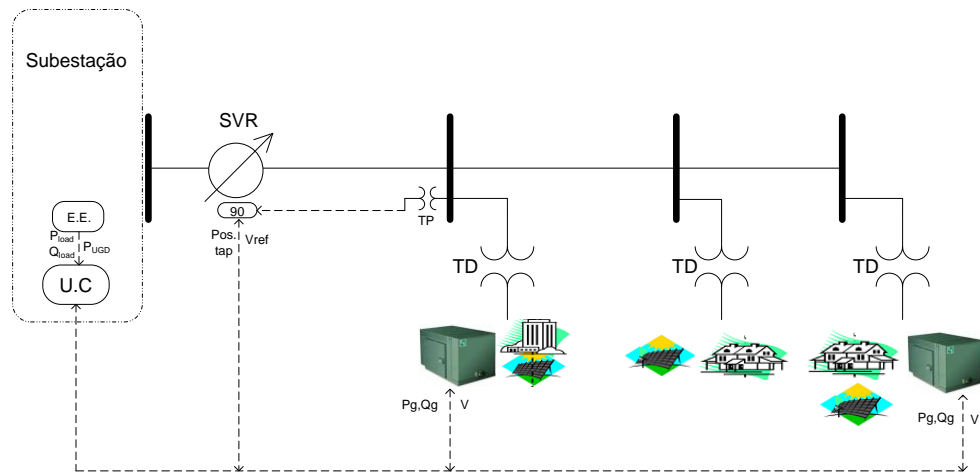 Subestação
SVR
E.E.
90
TP
Pos.
tap
Vref
Pload
Qload
PUGD
U.C
TD
TD
TD
Pg,Qg
V
Pg,Qg
V